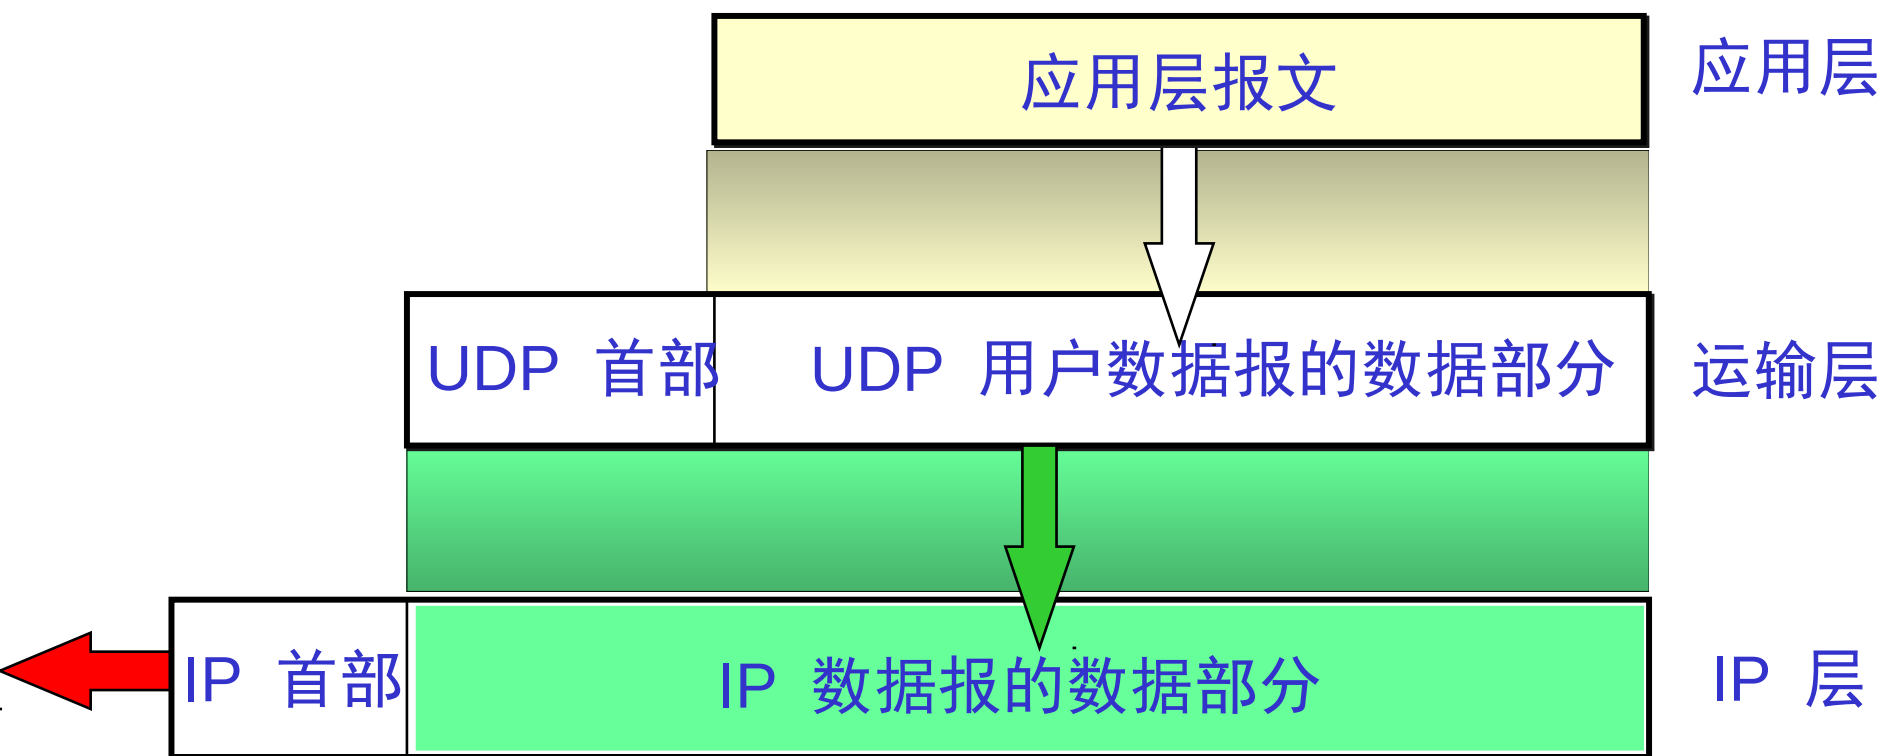 应用层报文
应用层
UDP 首部
UDP 用户数据报的数据部分
运输层
IP 首部
IP 数据报的数据部分
IP 层